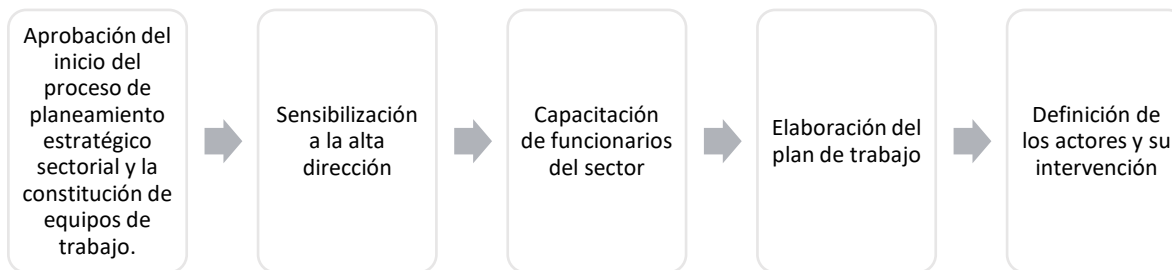 Aprobación del
inicio del
proceso de
planeamiento
estratégico
sectorial y la
constitución de
equipos de
trabajo.
Sensibilización
a la alta
dirección
Capacitación
de funcionarios
del sector
Elaboración del
plan de trabajo
Definición de
los actores y su
intervención